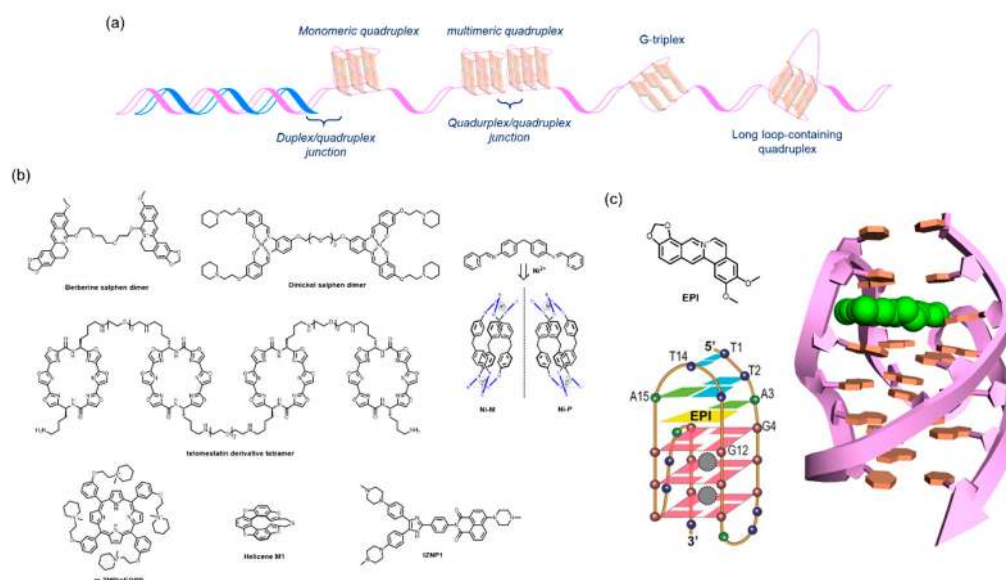 (a)
Monomeric quadruplex
multimeric quadruplex
G-triplex
Duplex/quadruplex
junction
Quadurplex/quadruplex
junction
Long loop-containing
quadruplex
(b)
Berberine salphen dimer
Dinickel salphen dimer
Ni²⁺
Ni-M
Ni-P
telomestatin derivative tetramer
Helicene M1
IZNP1
(c)
EPI
5'
T1
T14
T2
A15
A3
EPI
G4
G12
3'